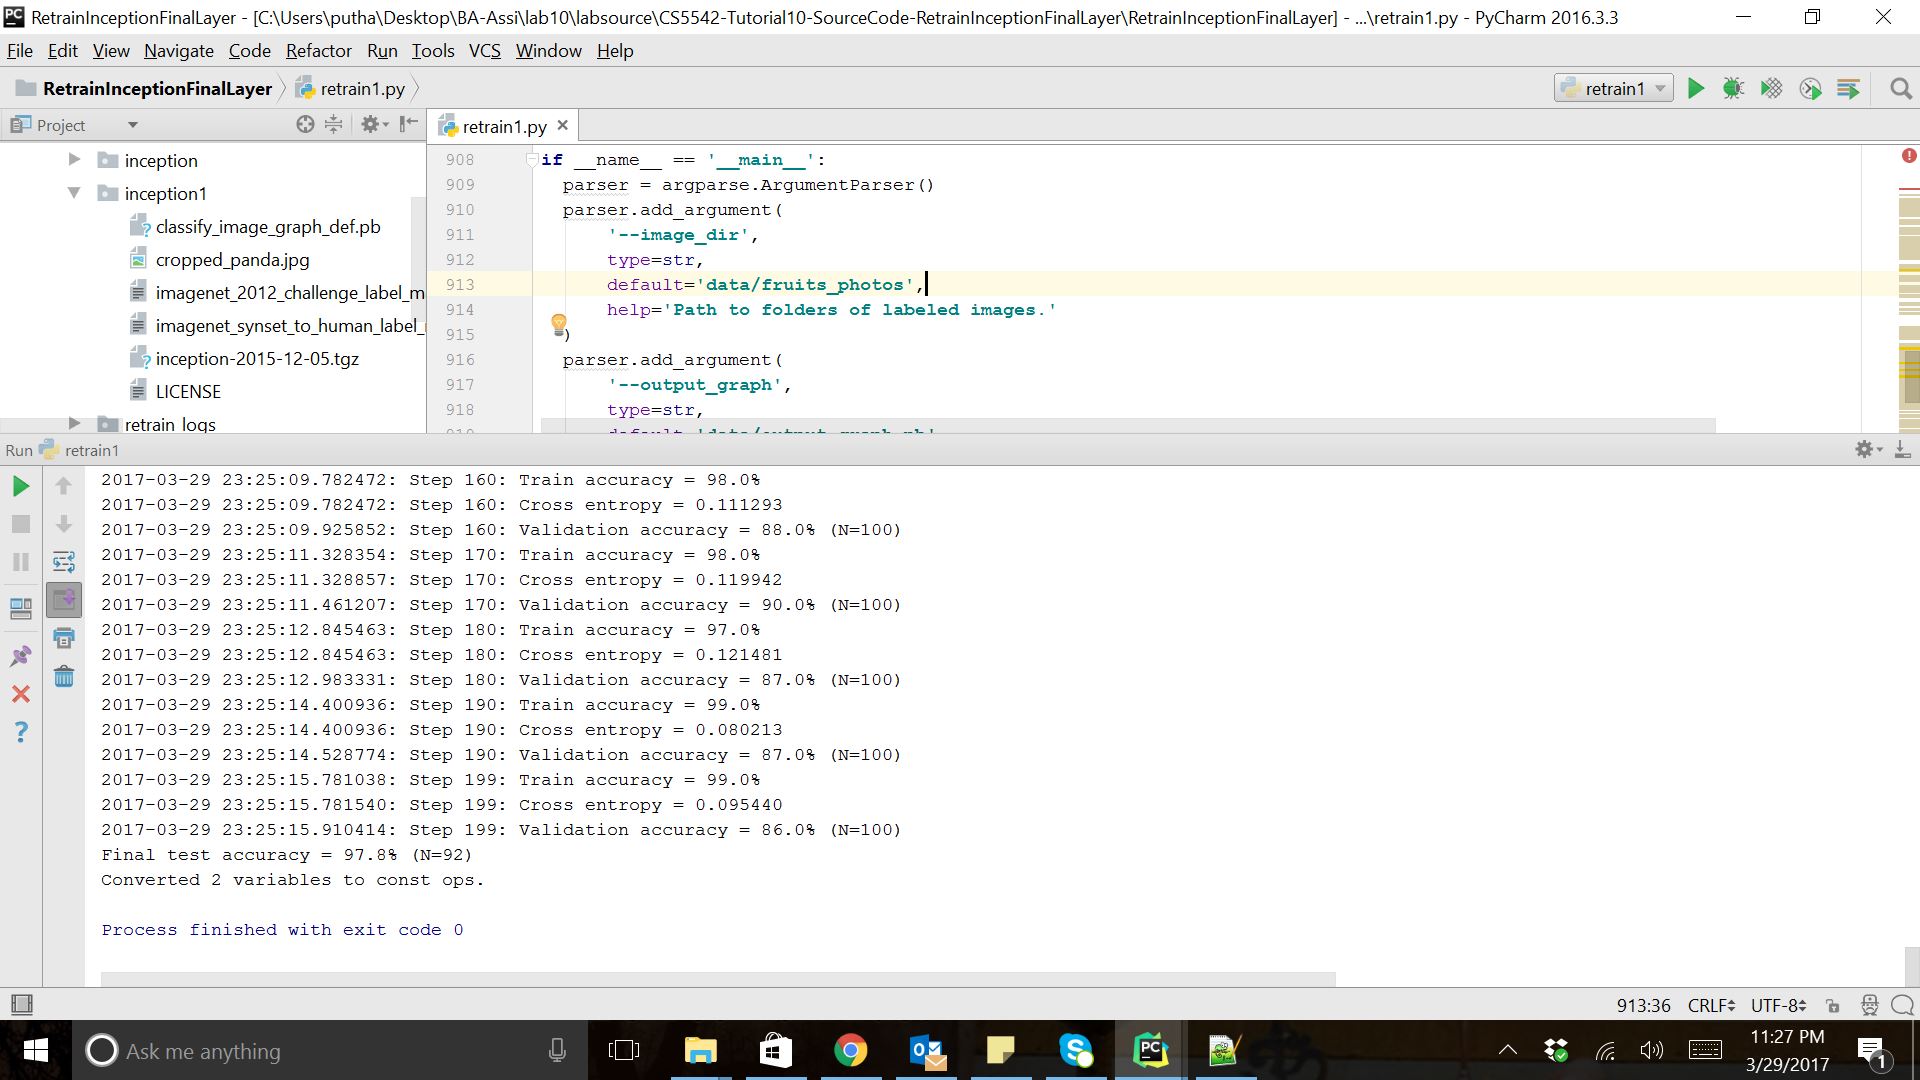 RetrainInceptionFinalLayer - [C:\Users\putha\Desktop\BA-Assi\lab10\labsource\CS5542-Tutorial10-SourceCode-RetrainInceptionFinalLayer\RetrainInceptionFinalLayer] - ...\retrain1.py - PyCharm 2016.3.3
File Edit View Navigate Code Refactor Run Tools VCS Window Help
RetrainInceptionFinalLayer retrain1.py retrain1
Project
retrain1.py
inception
inception1
classify_image_graph_def.pb
cropped_panda.jpg
imagenet_2012_challenge_label_m
imagenet_synset_to_human_label_
inception-2015-12-05.tgz
LICENSE
retrain logs
908 if __name__ == '__main__':
909 parser = argparse.ArgumentParser()
910 parser.add_argument(
911 '--image_dir',
912 type=str,
913 default='data/fruits_photos',
914 help='Path to folders of labeled images.'
915 )
916 parser.add_argument(
917 '--output_graph',
918 type=str,
Run retrain1
2017-03-29 23:25:09.782472: Step 160: Train accuracy = 98.0%
2017-03-29 23:25:09.782472: Step 160: Cross entropy = 0.111293
2017-03-29 23:25:09.925852: Step 160: Validation accuracy = 88.0% (N=100)
2017-03-29 23:25:11.328354: Step 170: Train accuracy = 98.0%
2017-03-29 23:25:11.328857: Step 170: Cross entropy = 0.119942
2017-03-29 23:25:11.461207: Step 170: Validation accuracy = 90.0% (N=100)
2017-03-29 23:25:12.845463: Step 180: Train accuracy = 97.0%
2017-03-29 23:25:12.845463: Step 180: Cross entropy = 0.121481
2017-03-29 23:25:12.983331: Step 180: Validation accuracy = 87.0% (N=100)
2017-03-29 23:25:14.400936: Step 190: Train accuracy = 99.0%
2017-03-29 23:25:14.400936: Step 190: Cross entropy = 0.080213
2017-03-29 23:25:14.528774: Step 190: Validation accuracy = 87.0% (N=100)
2017-03-29 23:25:15.781038: Step 199: Train accuracy = 99.0%
2017-03-29 23:25:15.781540: Step 199: Cross entropy = 0.095440
2017-03-29 23:25:15.910414: Step 199: Validation accuracy = 86.0% (N=100)
Final test accuracy = 97.8% (N=92)
Converted 2 variables to const ops.
Process finished with exit code 0
913:36 CRLF UTF-8
Ask me anything
11:27 PM
3/29/2017
1